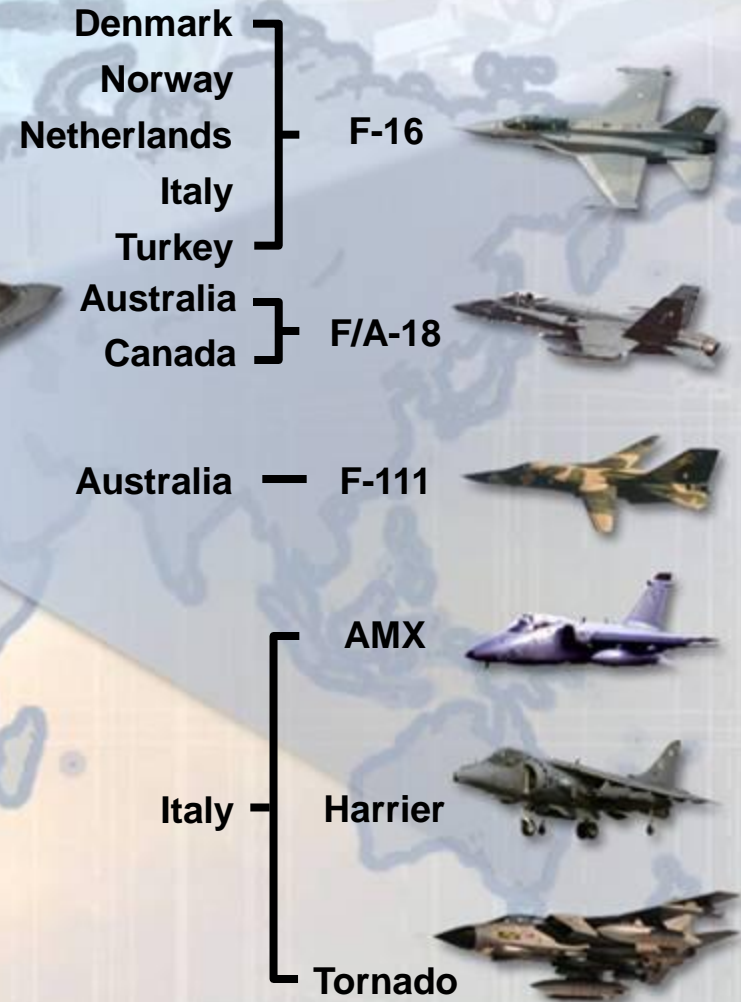 Denmark
Norway
Netherlands
Italy
Turkey
F-16
Australia
Canada
F/A-18
Australia
F-111
Italy
AMX
Harrier
Tornado